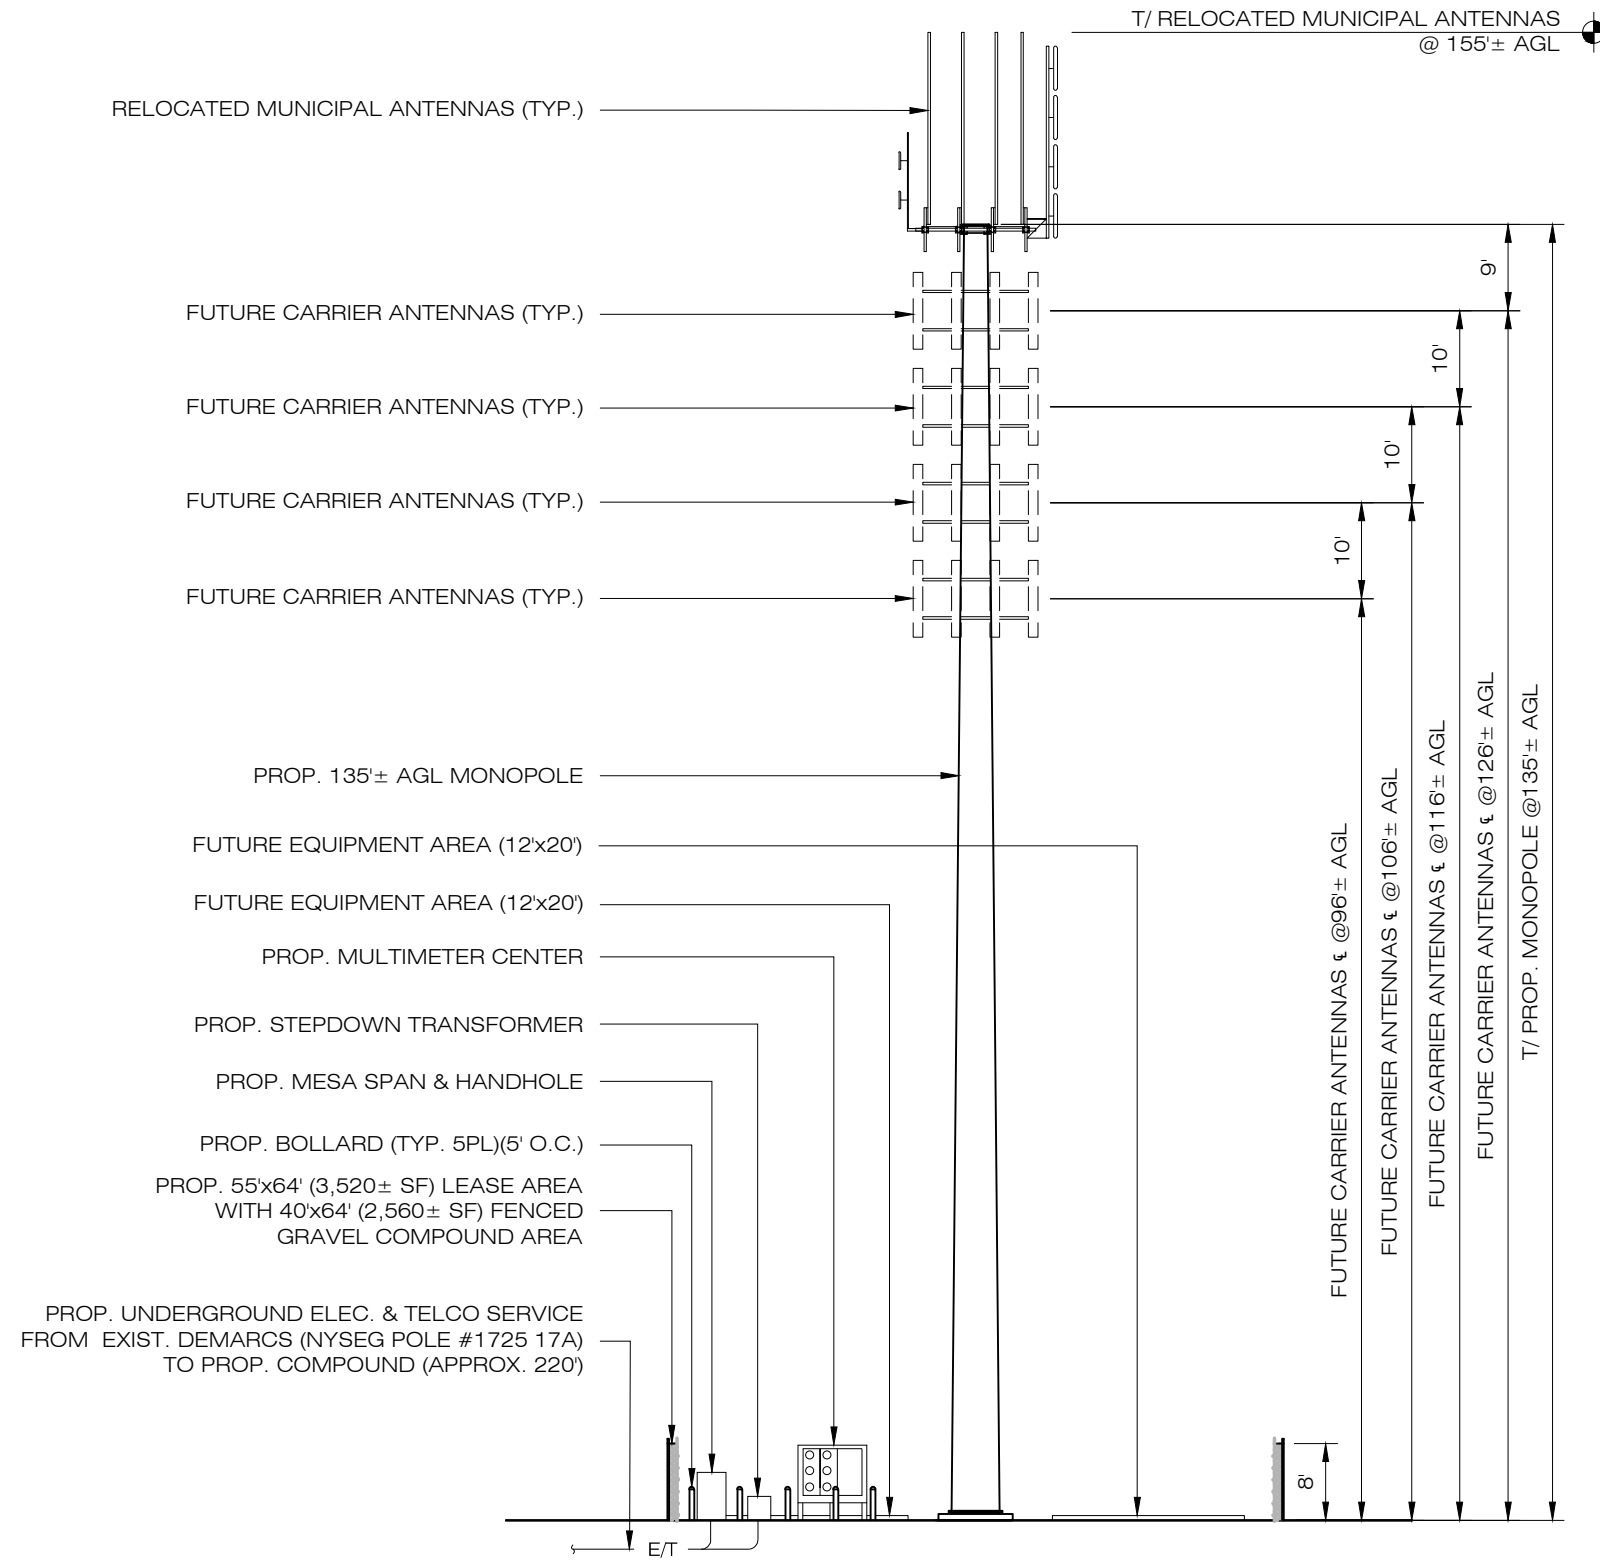 T/ RELOCATED MUNICIPAL ANTENNAS
@ 155'± AGL
RELOCATED MUNICIPAL ANTENNAS (TYP.)
9'
FUTURE CARRIER ANTENNAS (TYP.)
10'
FUTURE CARRIER ANTENNAS (TYP.)
10'
FUTURE CARRIER ANTENNAS (TYP.)
10'
FUTURE CARRIER ANTENNAS (TYP.)
PROP. 135'± AGL MONOPOLE
FUTURE EQUIPMENT AREA (12'x20')
FUTURE EQUIPMENT AREA (12'x20')
PROP. MULTIMETER CENTER
PROP. STEPDOWN TRANSFORMER
PROP. MESA SPAN & HANDHOLE
PROP. BOLLARD (TYP. 5PL)(5' O.C.)
PROP. 55'x64' (3,520± SF) LEASE AREA
WITH 40'x64' (2,560± SF) FENCED
GRAVEL COMPOUND AREA
PROP. UNDERGROUND ELEC. & TELCO SERVICE
FROM EXIST. DEMARCS (NYSEG POLE #1725 17A)
TO PROP. COMPOUND (APPROX. 220')
E/T
FUTURE CARRIER ANTENNAS ℄ @96'± AGL
FUTURE CARRIER ANTENNAS ℄ @106'± AGL
FUTURE CARRIER ANTENNAS ℄ @116'± AGL
FUTURE CARRIER ANTENNAS ℄ @126'± AGL
T/ PROP. MONOPOLE @135'± AGL
8'